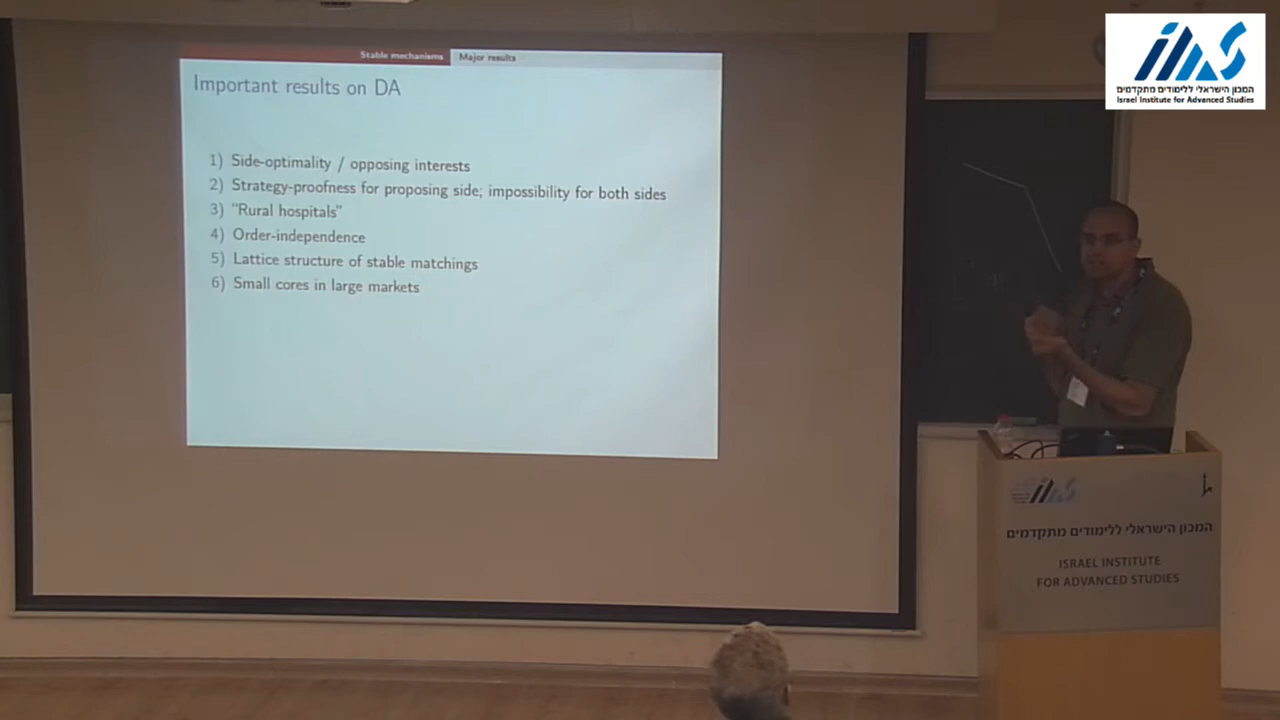 Stable mechanisms
Major results
Important results on DA
1) Side-optimality / opposing interests
2) Strategy-proofness for proposing side; impossibility for both sides
3) "Rural hospitals"
4) Order-independence
5) Lattice structure of stable matchings
6) Small cores in large markets
המכון הישראלי ללימודים מתקדמים
Israel Institute for Advanced Studies
המכון הישראלי ללימודים מתקדמים
ISRAEL INSTITUTE
FOR ADVANCED STUDIES